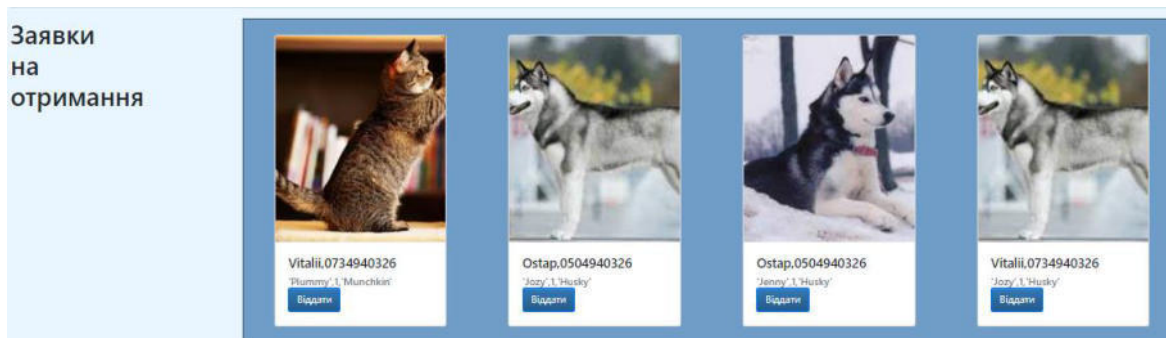 Заявки
на
отримання
Vitalii,0734940326
'Plummy',1,'Munchkin'
Віддати
Ostap,0504940326
'Jozy',1,'Husky'
Віддати
Ostap,0504940326
'Jenny',1,'Husky'
Віддати
Vitalii,0734940326
'Jozy',1,'Husky'
Віддати